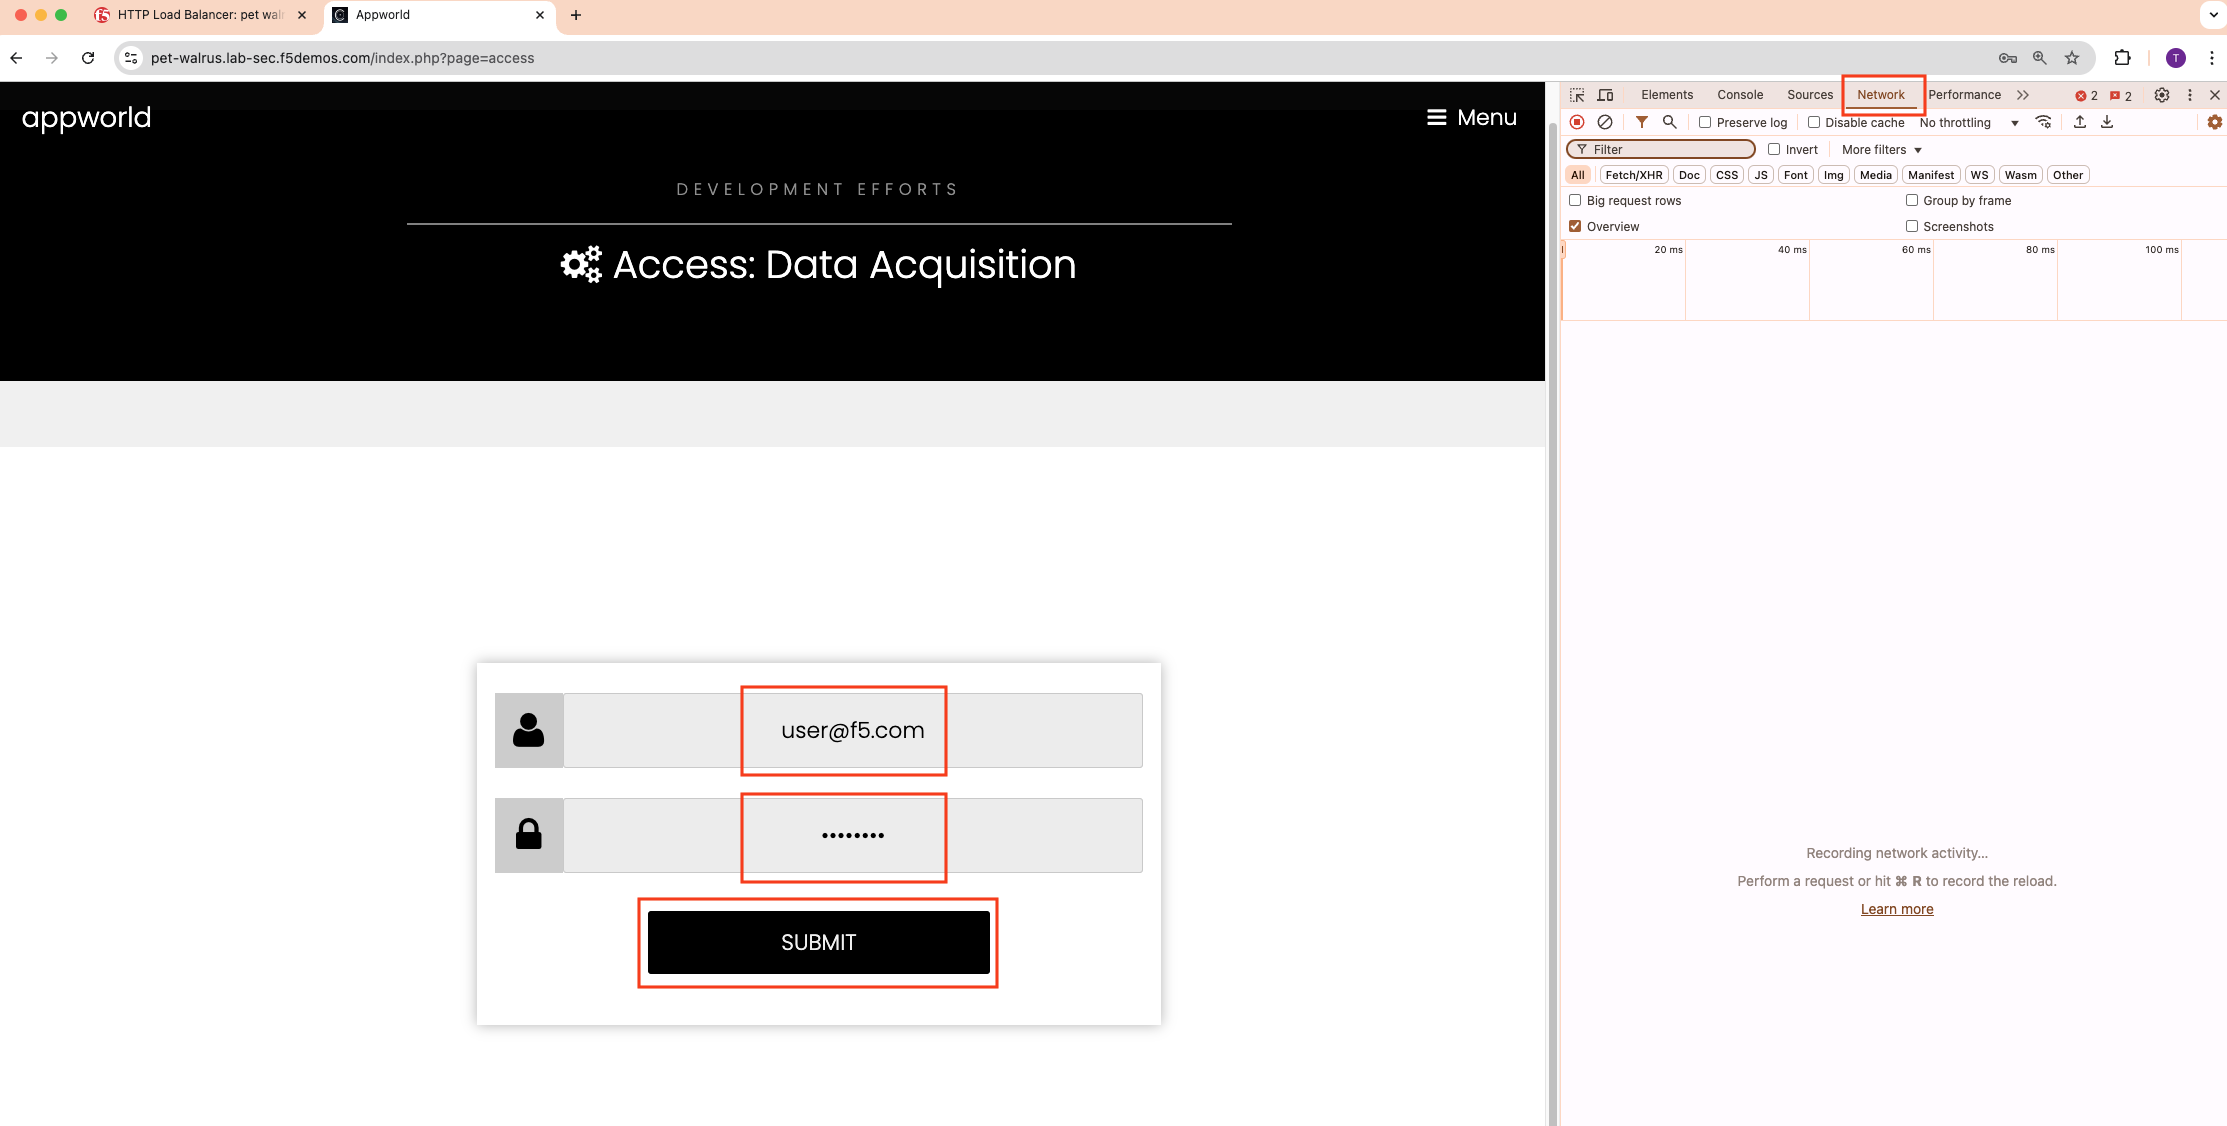 HTTP Load Balancer: pet wal
Appworld
pet-walrus.lab-sec.f5demos.com/index.php?page=access
T
appworld
Menu
DEVELOPMENT EFFORTS
Access: Data Acquisition
user@f5.com
••••••••
SUBMIT
Elements Console Sources Network Performance 2 2
Preserve log Disable cache No throttling
Filter Invert More filters
All Fetch/XHR Doc CSS JS Font Img Media Manifest WS Wasm Other
Big request rows Group by frame
Overview Screenshots
20 ms 40 ms 60 ms 80 ms 100 ms
Recording network activity...
Perform a request or hit ⌘ R to record the reload.
Learn more